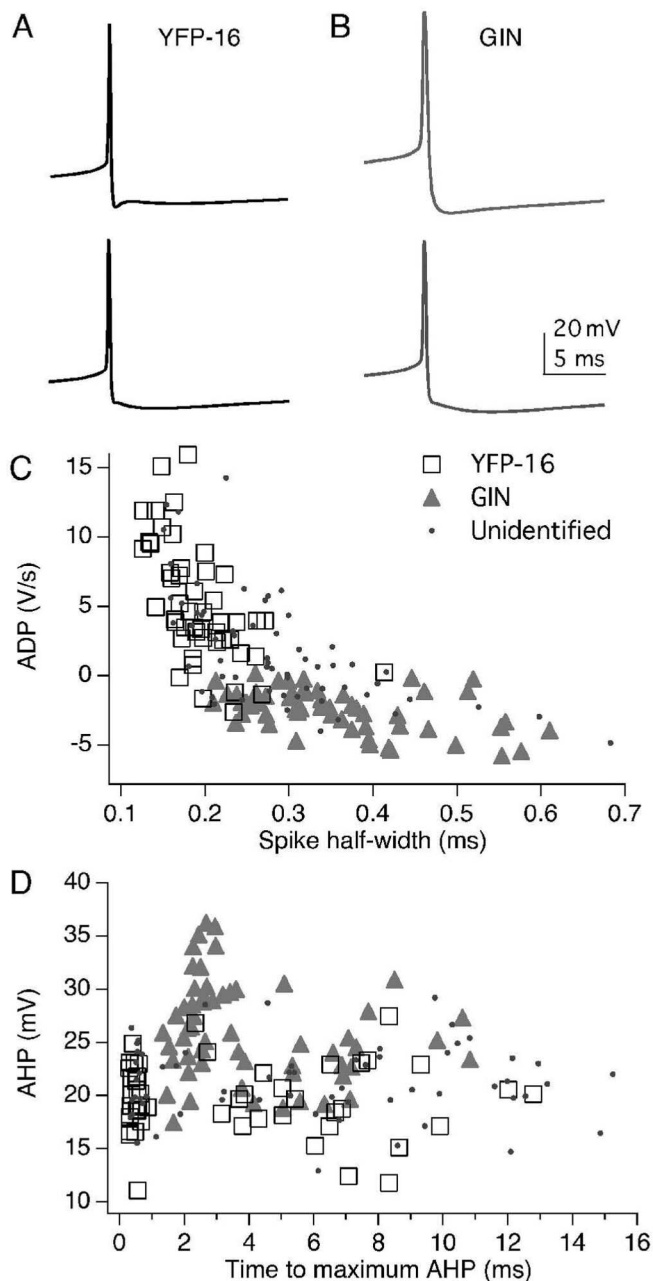 A
YFP-16
B
GIN
20 mV
5 ms
C
YFP-16
GIN
Unidentified
ADP (V/s)
15
10
5
0
-5
0.1 0.2 0.3 0.4 0.5 0.6 0.7
Spike half-width (ms)
D
AHP (mV)
40
35
30
25
20
15
10
0 2 4 6 8 10 12 14 16
Time to maximum AHP (ms)